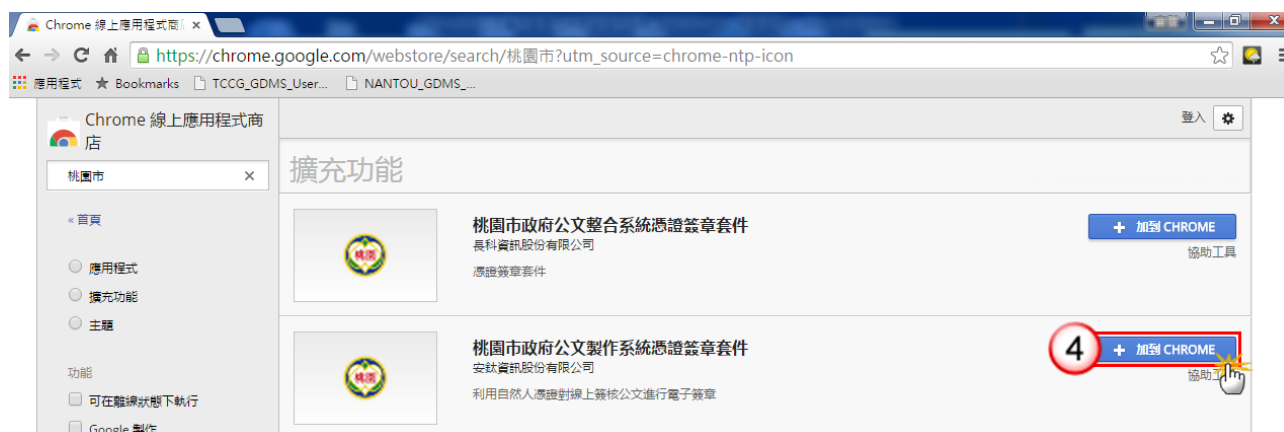 Chrome 線上應用程式商
https://chrome.google.com/webstore/search/桃園市?utm_source=chrome-ntp-icon
應用程式 Bookmarks TCCG_GDMS_User... NANTOU_GDMS_...
Chrome 線上應用程式商店
登入
桃園市
擴充功能
«首頁
桃園市政府公文整合系統憑證簽章套件
+ 加到 CHROME
長科資訊股份有限公司
協助工具
憑證簽章套件
應用程式
擴充功能
主題
桃園市政府公文製作系統憑證簽章套件
4
+ 加到 CHROME
安鈦資訊股份有限公司
協助工
利用自然人憑證對線上簽核公文進行電子簽章
功能
可在離線狀態下執行
Google 製作